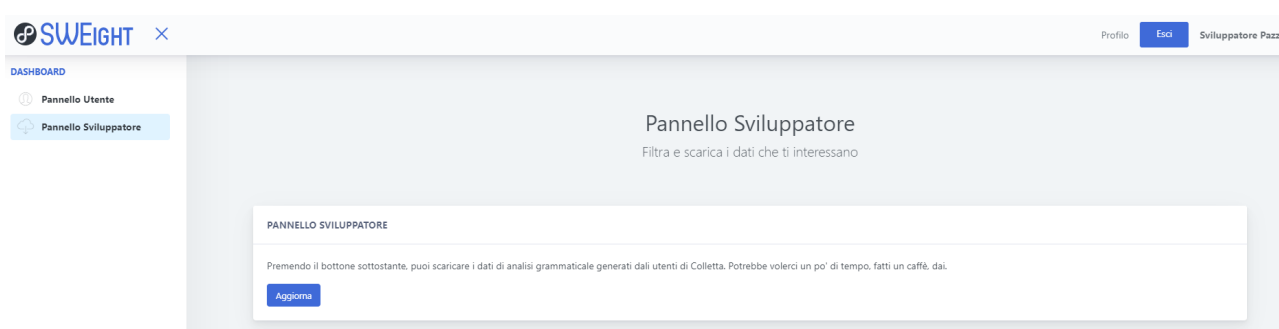 SWEIGHT
Profilo
Esci
Sviluppatore Pazz
DASHBOARD
Pannello Utente
Pannello Sviluppatore
Pannello Sviluppatore
Filtra e scarica i dati che ti interessano
PANNELLO SVILUPPATORE
Premendo il bottone sottostante, puoi scaricare i dati di analisi grammaticale generati dali utenti di Colletta. Potrebbe volerci un po' di tempo, fatti un caffè, dai.
Aggiorna